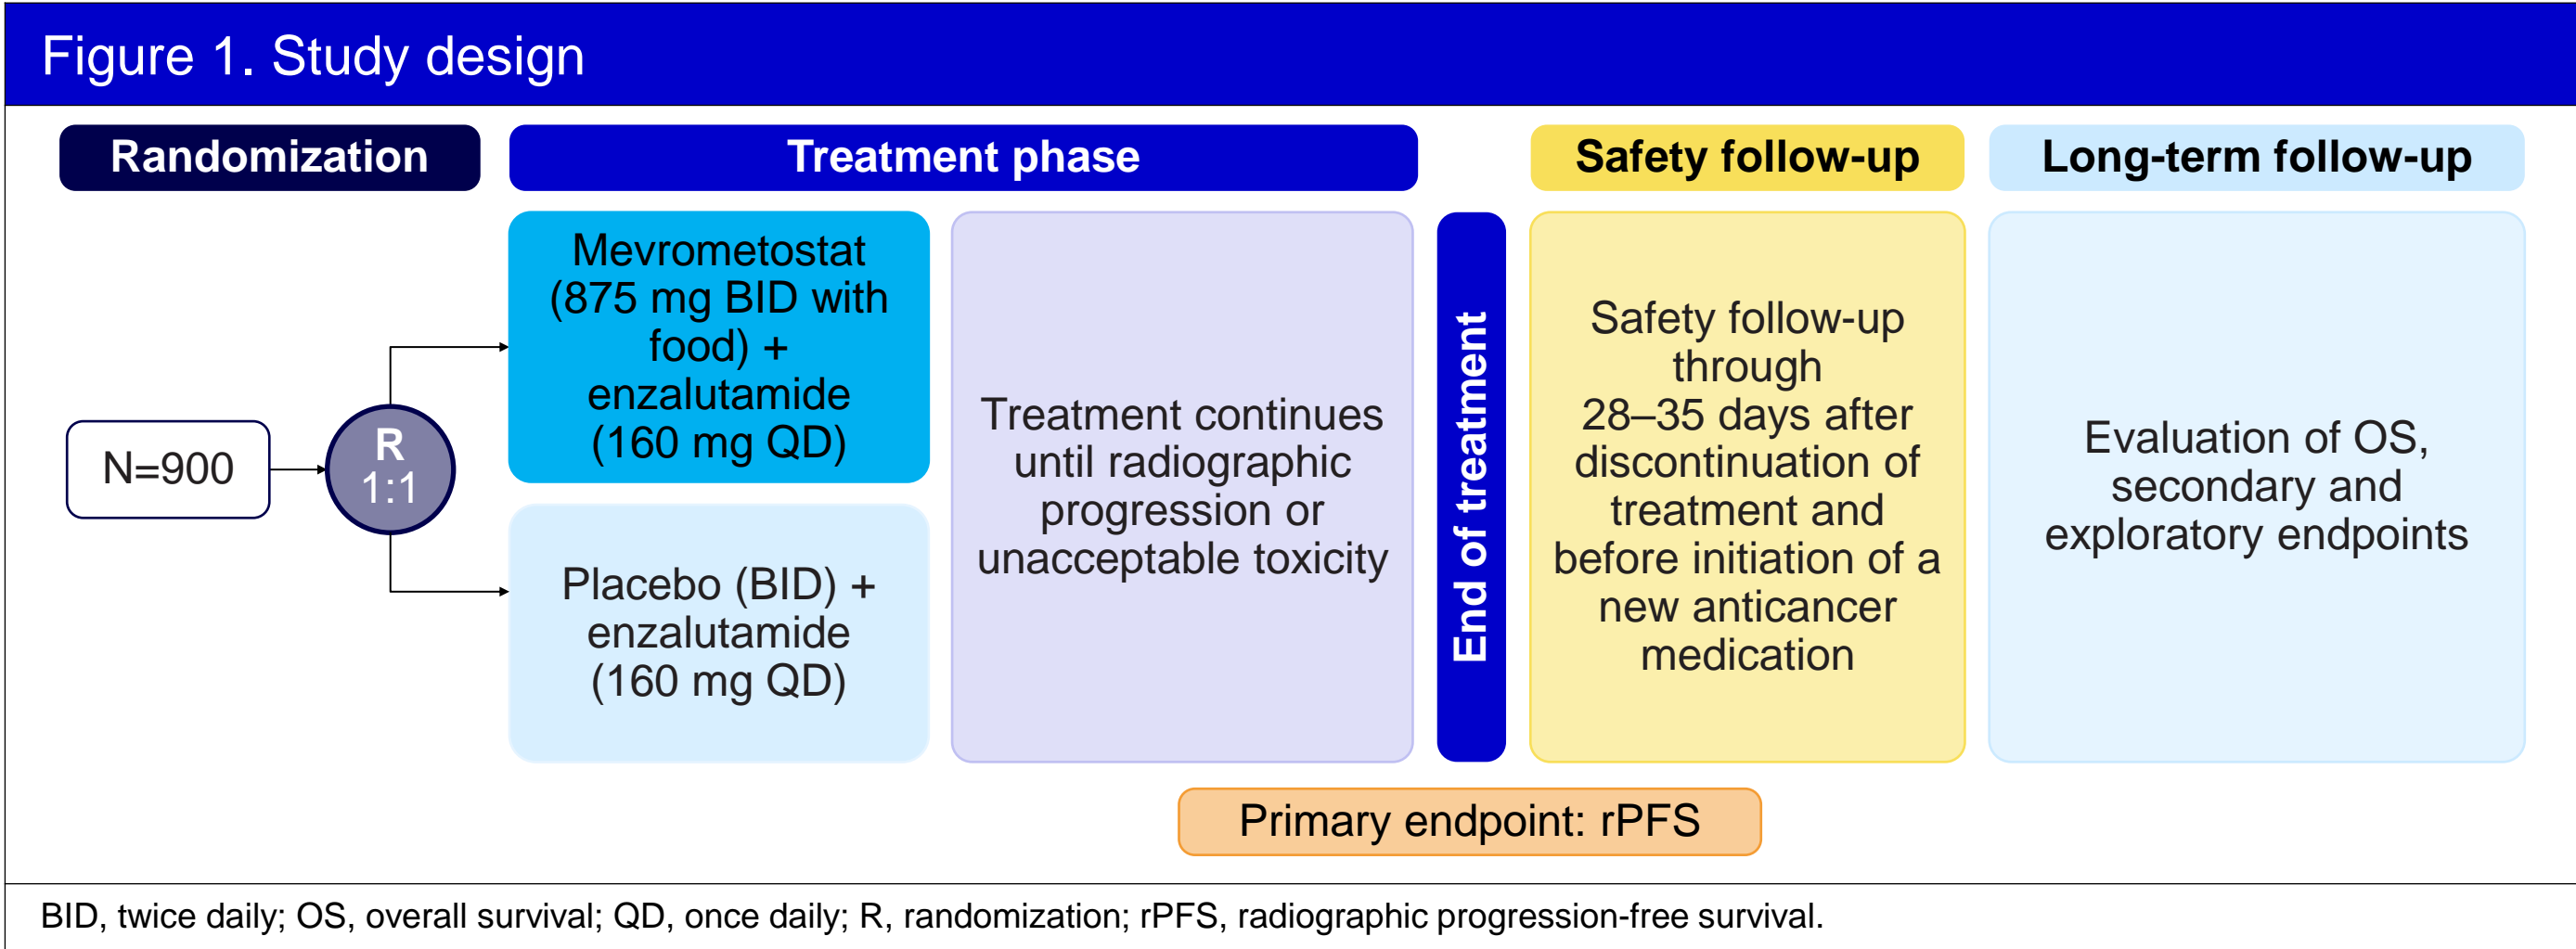 Figure 1. Study design
Randomization
Treatment phase
Safety follow-up
Long-term follow-up
N=900
R
1:1
Mevrometostat
(875 mg BID with
food) +
enzalutamide
(160 mg QD)
Placebo (BID) +
enzalutamide
(160 mg QD)
Treatment continues
until radiographic
progression or
unacceptable toxicity
End of treatment
Safety follow-up
through
28–35 days after
discontinuation of
treatment and
before initiation of a
new anticancer
medication
Evaluation of OS,
secondary and
exploratory endpoints
Primary endpoint: rPFS
BID, twice daily; OS, overall survival; QD, once daily; R, randomization; rPFS, radiographic progression-free survival.